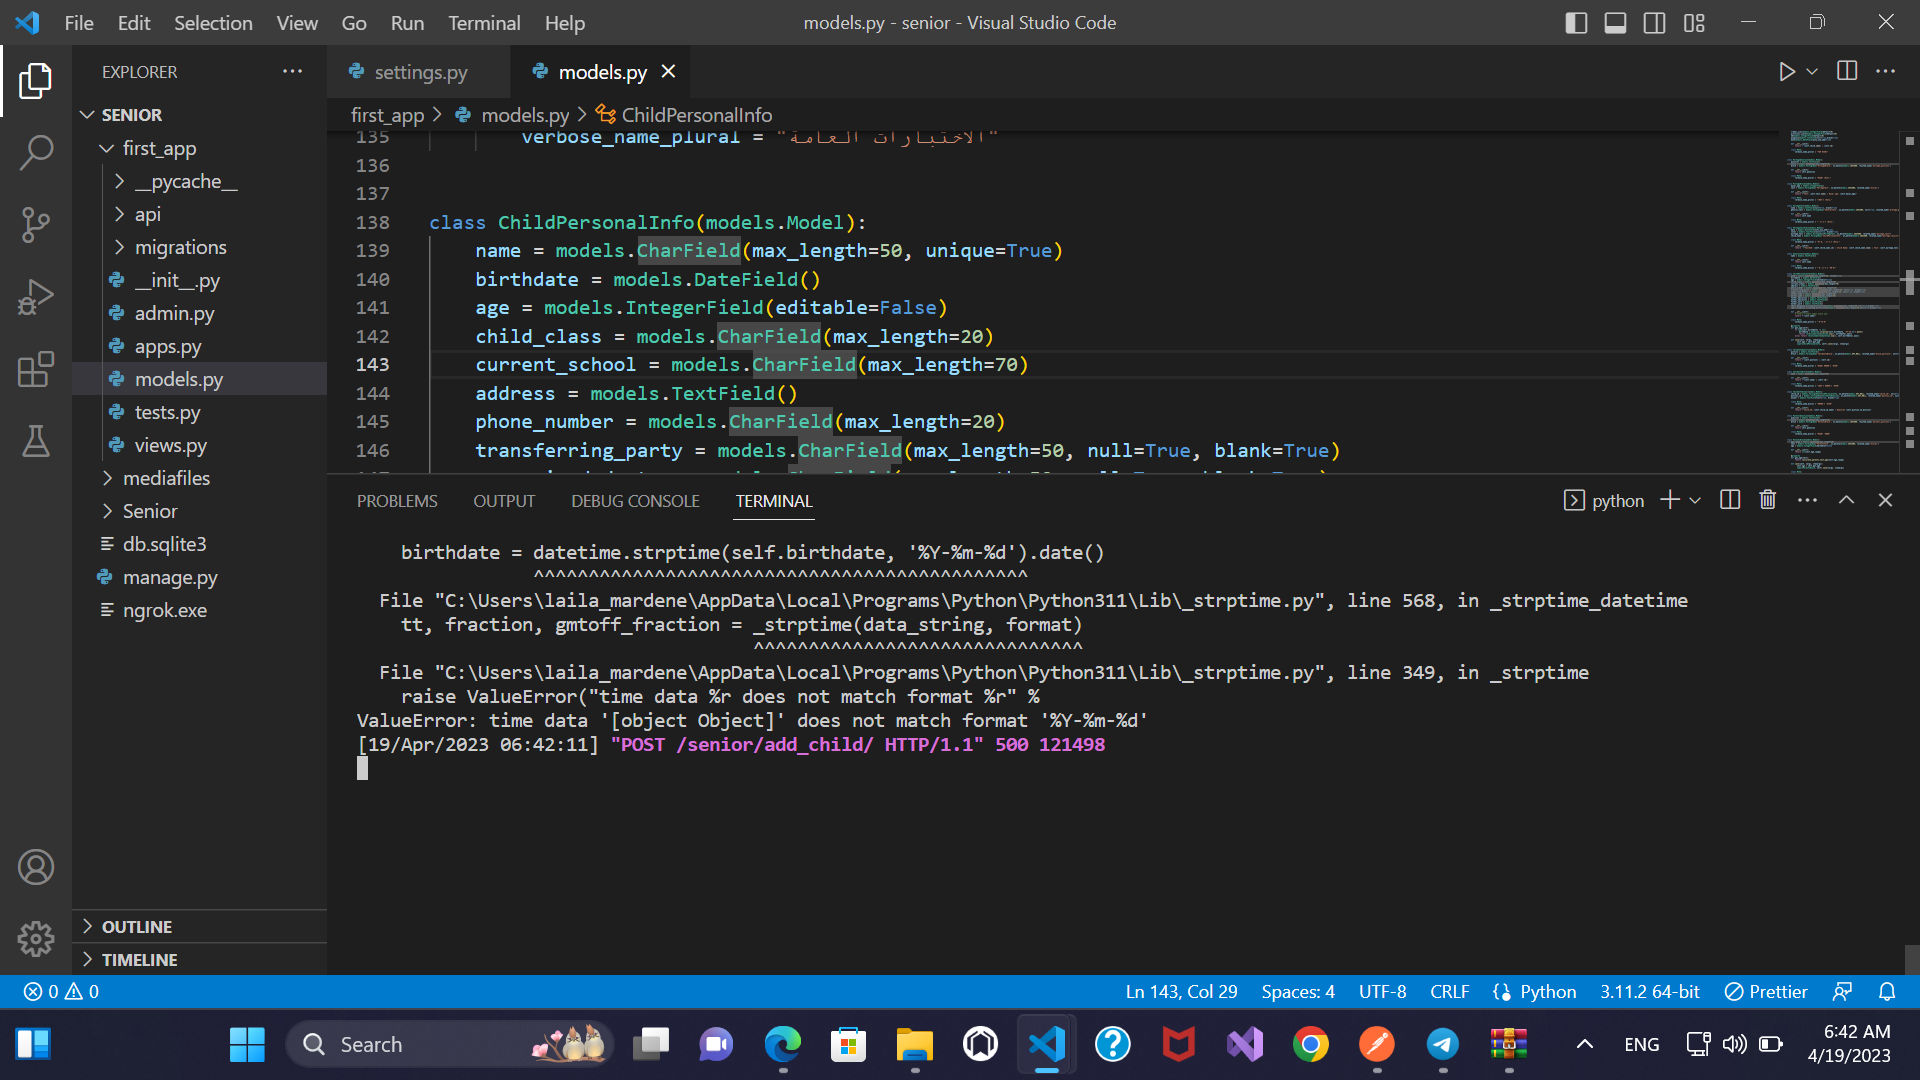 File Edit Selection View Go Run Terminal Help models.py - senior - Visual Studio Code
EXPLORER
SENIOR
first_app
__pycache__
api
migrations
__init__.py
admin.py
apps.py
models.py
tests.py
views.py
mediafiles
Senior
db.sqlite3
manage.py
ngrok.exe
OUTLINE
TIMELINE
settings.py models.py
first_app > models.py > ChildPersonalInfo
135 verbose_name_plural = "الاختبارات العامة"
136
137
138 class ChildPersonalInfo(models.Model):
139 name = models.CharField(max_length=50, unique=True)
140 birthdate = models.DateField()
141 age = models.IntegerField(editable=False)
142 child_class = models.CharField(max_length=20)
143 current_school = models.CharField(max_length=70)
144 address = models.TextField()
145 phone_number = models.CharField(max_length=20)
146 transferring_party = models.CharField(max_length=50, null=True, blank=True)
PROBLEMS OUTPUT DEBUG CONSOLE TERMINAL python
birthdate = datetime.strptime(self.birthdate, '%Y-%m-%d').date()
^^^^^^^^^^^^^^^^^^^^^^^^^^^^^^^^^^^^^^^^^^^^^
File "C:\Users\laila_mardene\AppData\Local\Programs\Python\Python311\Lib\_strptime.py", line 568, in _strptime_datetime
tt, fraction, gmtoff_fraction = _strptime(data_string, format)
^^^^^^^^^^^^^^^^^^^^^^^^^^^^^^
File "C:\Users\laila_mardene\AppData\Local\Programs\Python\Python311\Lib\_strptime.py", line 349, in _strptime
raise ValueError("time data %r does not match format %r" %
ValueError: time data '[object Object]' does not match format '%Y-%m-%d'
[19/Apr/2023 06:42:11] "POST /senior/add_child/ HTTP/1.1" 500 121498
0 0 Ln 143, Col 29 Spaces: 4 UTF-8 CRLF Python 3.11.2 64-bit Prettier
Search ENG 6:42 AM
4/19/2023